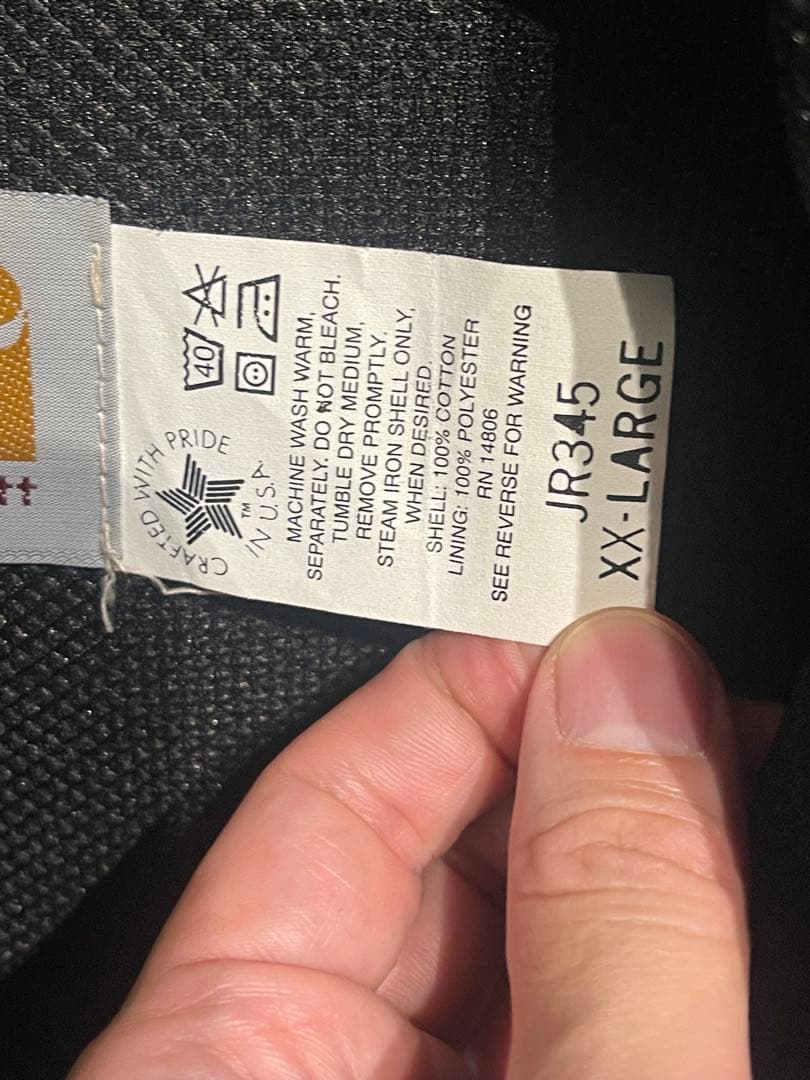 CRAFTED WITH PRIDE
IN U.S.A.
TM
40
MACHINE WASH WARM,
SEPARATELY. DO NOT BLEACH.
TUMBLE DRY MEDIUM,
REMOVE PROMPTLY.
STEAM IRON SHELL ONLY,
WHEN DESIRED.
SHELL: 100% COTTON
LINING: 100% POLYESTER
RN 14806
SEE REVERSE FOR WARNING
JR345
XX-LARGE